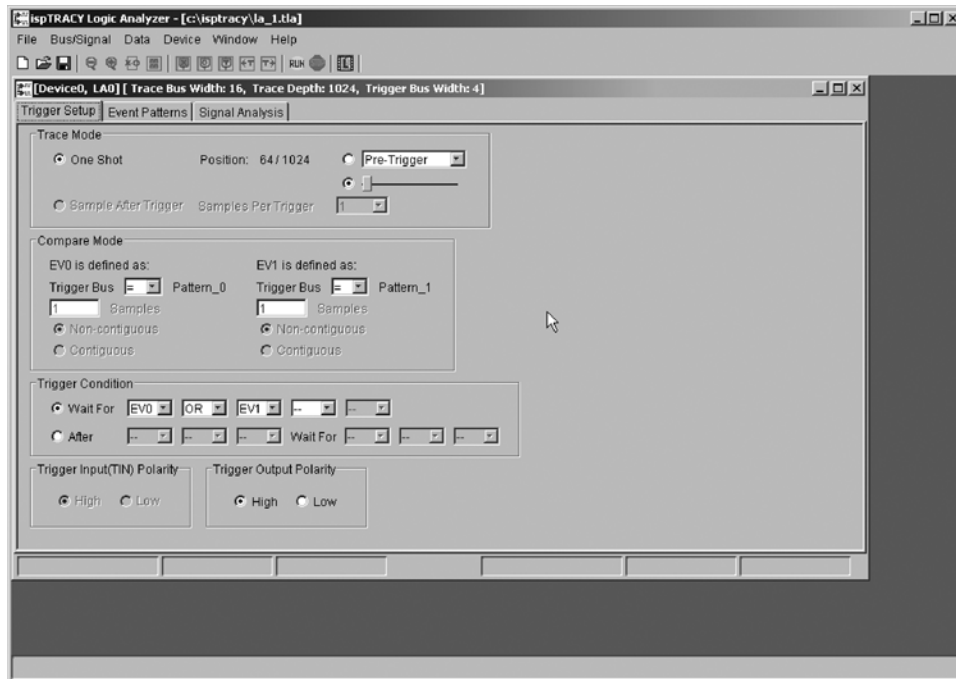 ispTRACY Logic Analyzer - [c:\isptracy\la_1.tla]
File Bus/Signal Data Device Window Help
RUN
[Device0, LA0] [ Trace Bus Width: 16, Trace Depth: 1024, Trigger Bus Width: 4]
Trigger Setup Event Patterns Signal Analysis
Trace Mode
One Shot Position: 64 / 1024 Pre-Trigger
Sample After Trigger Samples Per Trigger 1
Compare Mode
EV0 is defined as: EV1 is defined as:
Trigger Bus = Pattern_0 Trigger Bus = Pattern_1
1 Samples 1 Samples
Non-contiguous Non-contiguous
Contiguous Contiguous
Trigger Condition
Wait For EV0 OR EV1 -- --
After -- -- -- Wait For -- -- --
Trigger Input(TIN) Polarity Trigger Output Polarity
High Low High Low